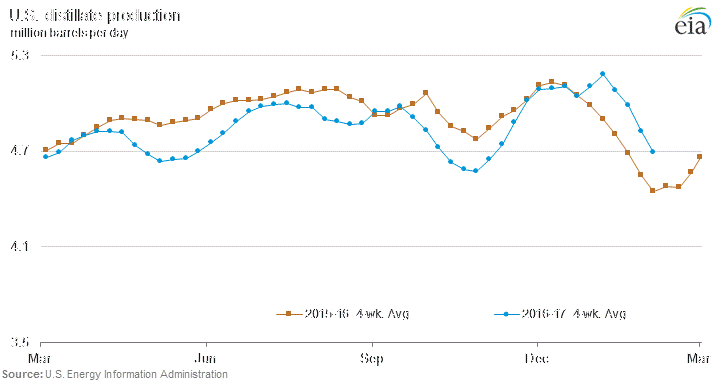 U.S. distillate production
million barrels per day
eia
5.3
4.7
4.1
3.5
2015-16 4-wk. Avg
2016-17 4-wk. Avg
Mar Jun Sep Dec Mar
Source: U.S. Energy Information Administration